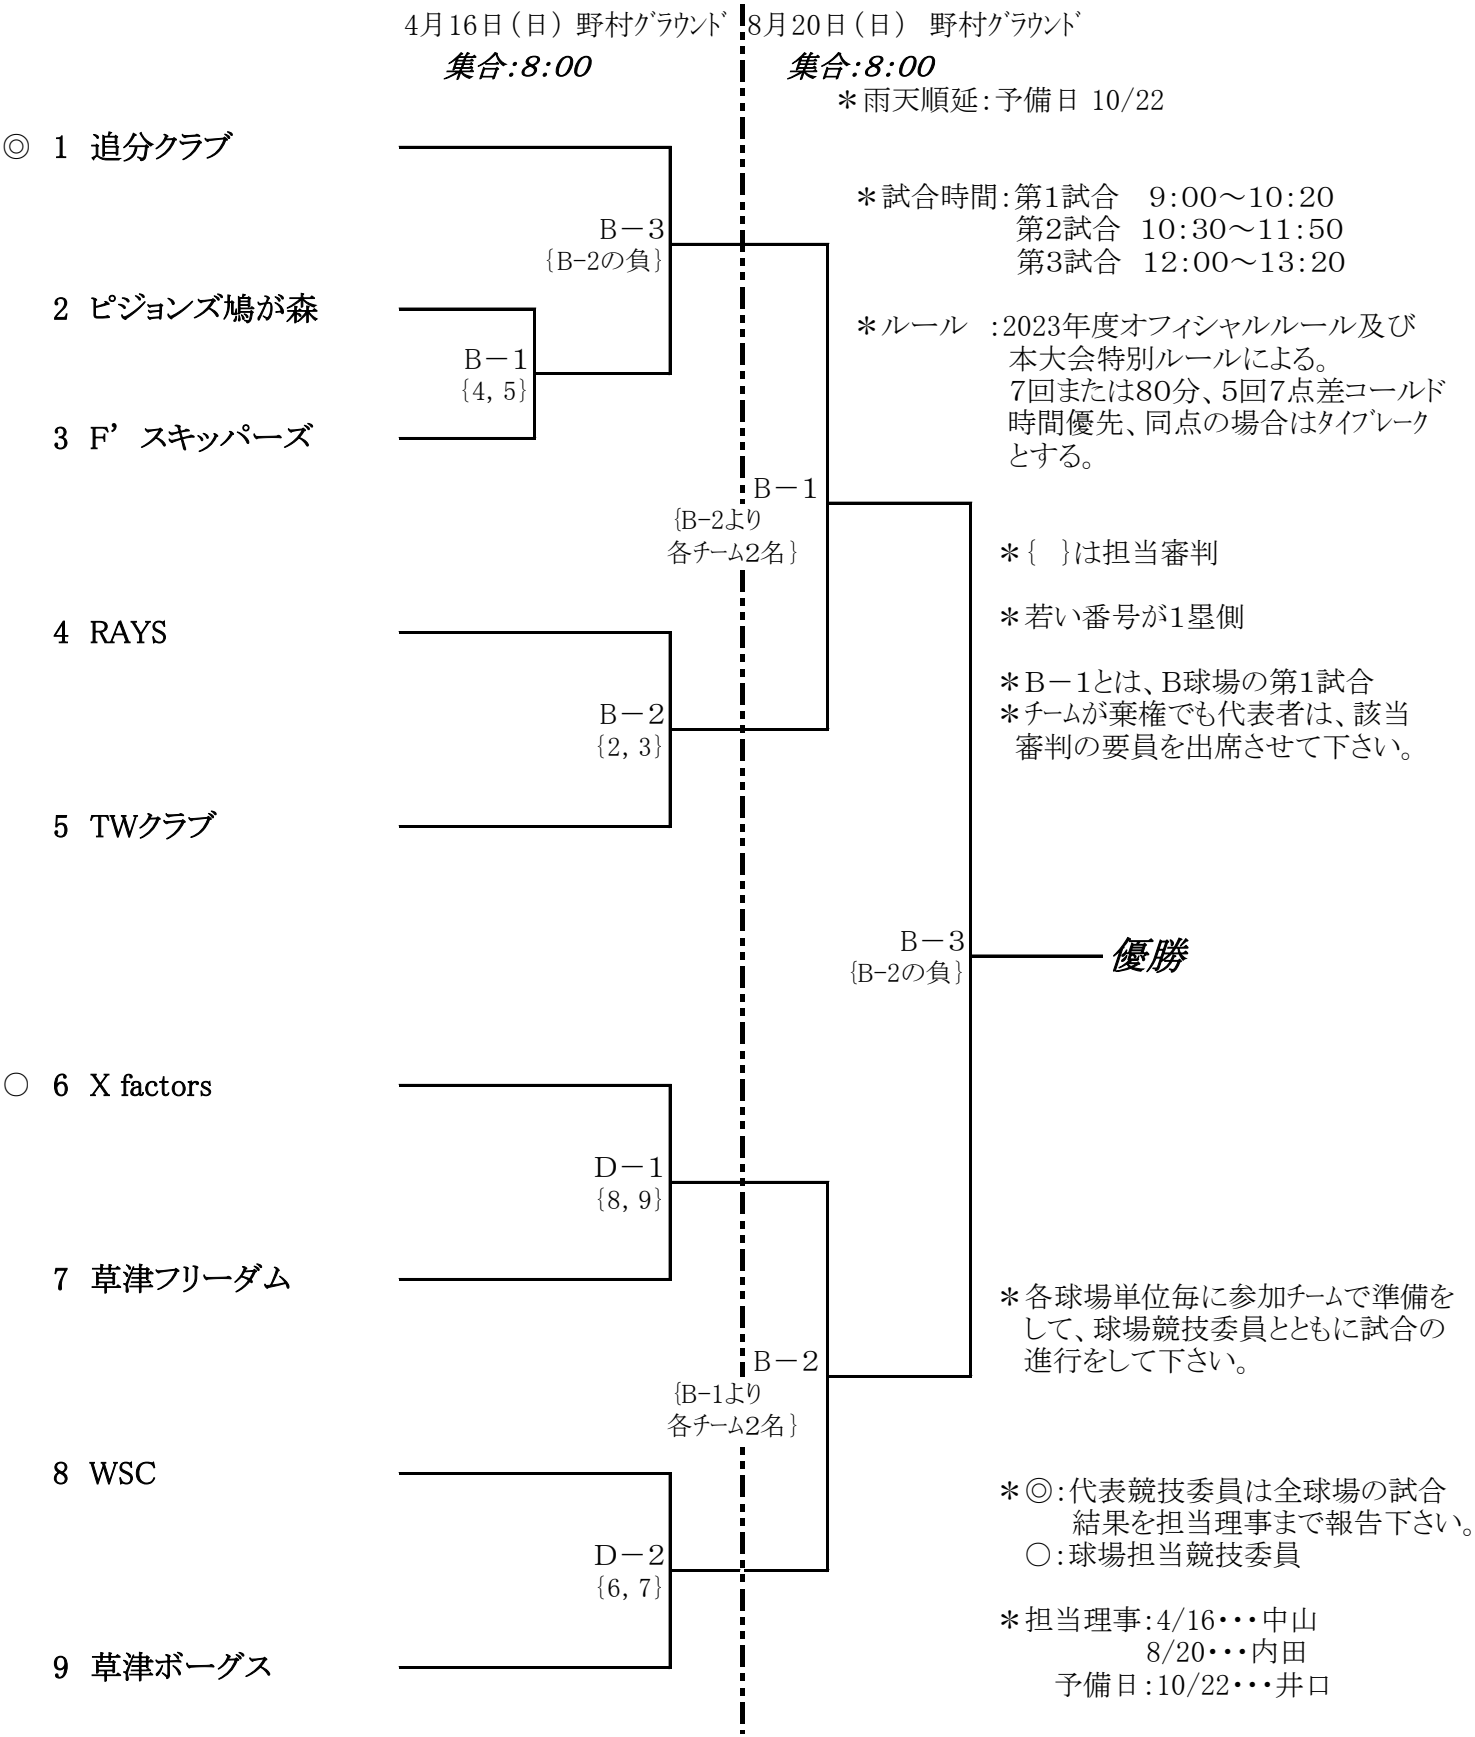 4月16日(日) 野村ｸﾞﾗｳﾝﾄﾞ
8月20日(日) 野村ｸﾞﾗｳﾝﾄﾞ
集合:8:00
集合:8:00
＊雨天順延:予備日 10/22
◎ 1 追分クラブ
＊試合時間:第1試合 9:00～10:20
第2試合 10:30～11:50
第3試合 12:00～13:20
B－3
{B-2の負}
2 ピジョンズ鳩が森
＊ルール :2023年度オフィシャルルール及び
本大会特別ルールによる。
7回または80分、5回7点差コールド
時間優先、同点の場合はﾀｲﾌﾞﾚｰｸ
とする。
B－1
{4, 5}
3 F’スキッパーズ
B－1
{B-2より
各ﾁｰﾑ2名}
＊{ }は担当審判
＊若い番号が1塁側
4 RAYS
＊B－1とは、B球場の第1試合
＊ﾁｰﾑが棄権でも代表者は、該当
審判の要員を出席させて下さい。
B－2
{2, 3}
5 TWクラブ
B－3
{B-2の負}
優勝
○ 6 X factors
D－1
{8, 9}
7 草津フリーダム
＊各球場単位毎に参加ﾁｰﾑで準備を
して、球場競技委員とともに試合の
進行をして下さい。
B－2
{B-1より
各ﾁｰﾑ2名}
8 WSC
＊◎:代表競技委員は全球場の試合
結果を担当理事まで報告下さい。
○:球場担当競技委員
D－2
{6, 7}
＊担当理事:4/16・・・中山
8/20・・・内田
予備日:10/22・・・井口
9 草津ボーグス